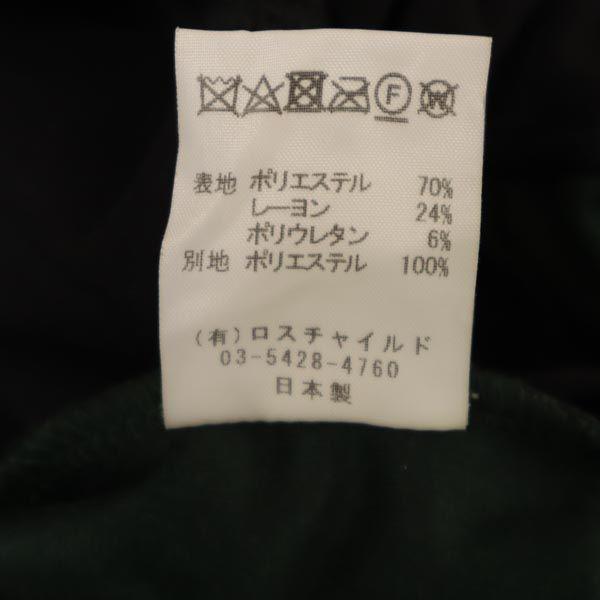 F W
表地 ポリエステル 70%
レーヨン 24%
ポリウレタン 6%
別地 ポリエステル 100%
(有)ロスチャイルド
03-5428-4760
日本製